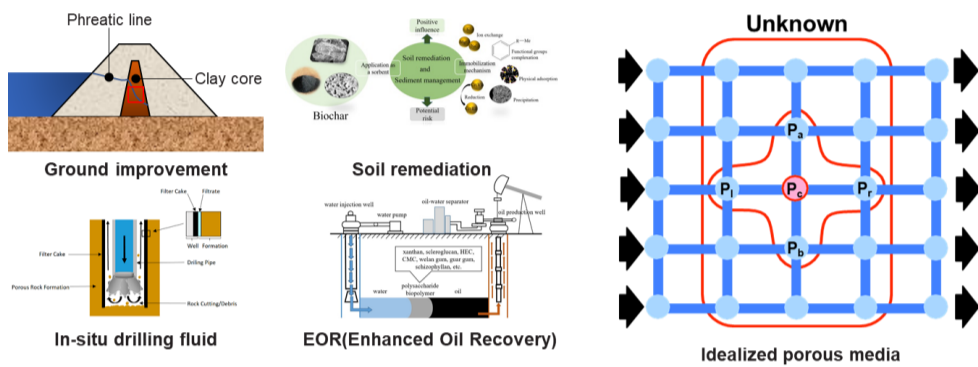 Phreatic line
Clay core
Ground improvement
Positive
influence
Application as
a sorbent
Soil remediation
and
Sediment management
Immobilization
mechanism
Potential
risk
Ion exchange
Functional groups
complexation
Physical adsorption
Reduction
Precipitation
Biochar
Soil remediation
Filter Cake
Filtrate
Well
Formation
Filter Cake
Drilling Pipe
Porous Rock Formation
Rock Cutting/Debris
In-situ drilling fluid
water injection well
water pump
oil-water separator
oil production well
xanthan, scleroglucan, HEC,
CMC, welan gum, guar gum,
schizophyllan, etc.
water
polysaccharide
biopolymer
oil
EOR(Enhanced Oil Recovery)
Unknown
Pa
Pl
Pc
Pr
Pb
Idealized porous media